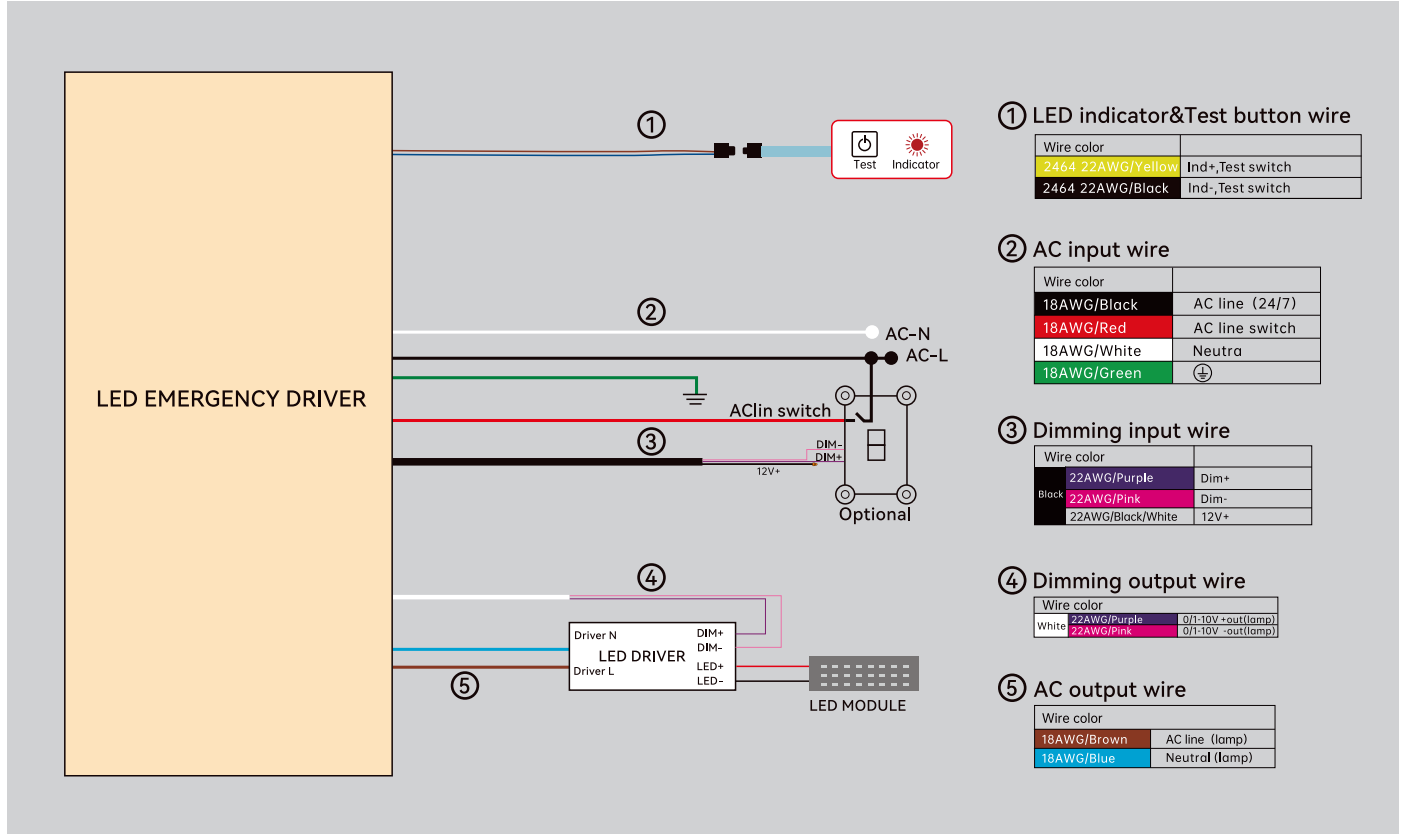 LED EMERGENCY DRIVER
①
Test Indicator
②
AC-N
AC-L
AClin switch
③
DIM-
DIM+
12V+
Optional
④
Driver N DIM+
DIM-
LED DRIVER
Driver L LED+
LED-
⑤
LED MODULE
① LED indicator&Test button wire
Wire color
2464 22AWG/Yellow Ind+,Test switch
2464 22AWG/Black Ind-,Test switch
② AC input wire
Wire color
18AWG/Black AC line (24/7)
18AWG/Red AC line switch
18AWG/White Neutra
18AWG/Green
③ Dimming input wire
Wire color
Black
22AWG/Purple Dim+
22AWG/Pink Dim-
22AWG/Black/White 12V+
④ Dimming output wire
Wire color
White
22AWG/Purple 0/1-10V +out(lamp)
22AWG/Pink 0/1-10V -out(lamp)
⑤ AC output wire
Wire color
18AWG/Brown AC line (lamp)
18AWG/Blue Neutral (lamp)